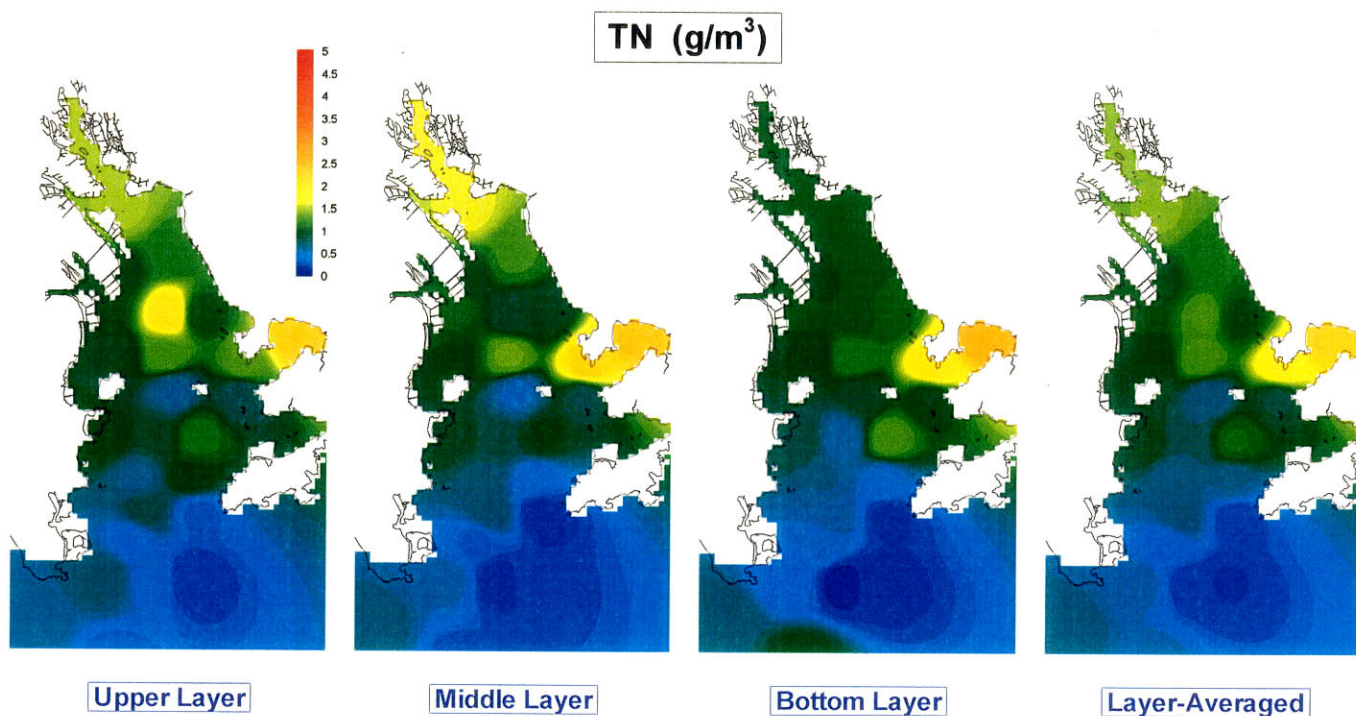 TN (g/m³)
5
4.5
4
3.5
3
2.5
2
1.5
1
0.5
0
Upper Layer
Middle Layer
Bottom Layer
Layer-Averaged